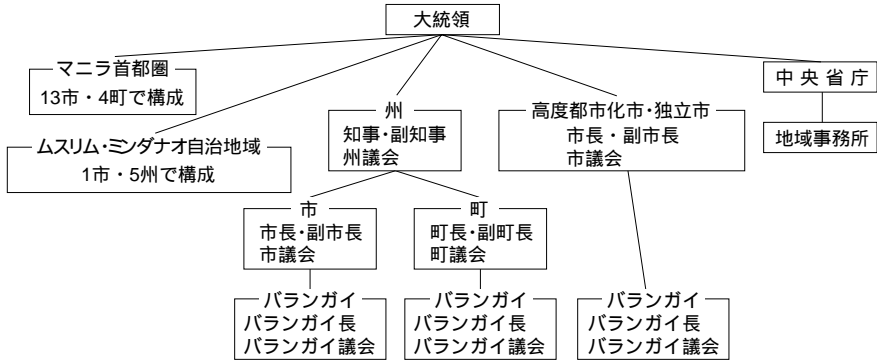 大統領
マニラ首都圏
13市・4町で構成
ムスリム・ミンダナオ自治地域
1市・5州で構成
州
知事・副知事
州議会
高度都市化市・独立市
市長・副市長
市議会
中央省庁
地域事務所
市
市長・副市長
市議会
町
町長・副町長
町議会
バランガイ
バランガイ長
バランガイ議会
バランガイ
バランガイ長
バランガイ議会
バランガイ
バランガイ長
バランガイ議会